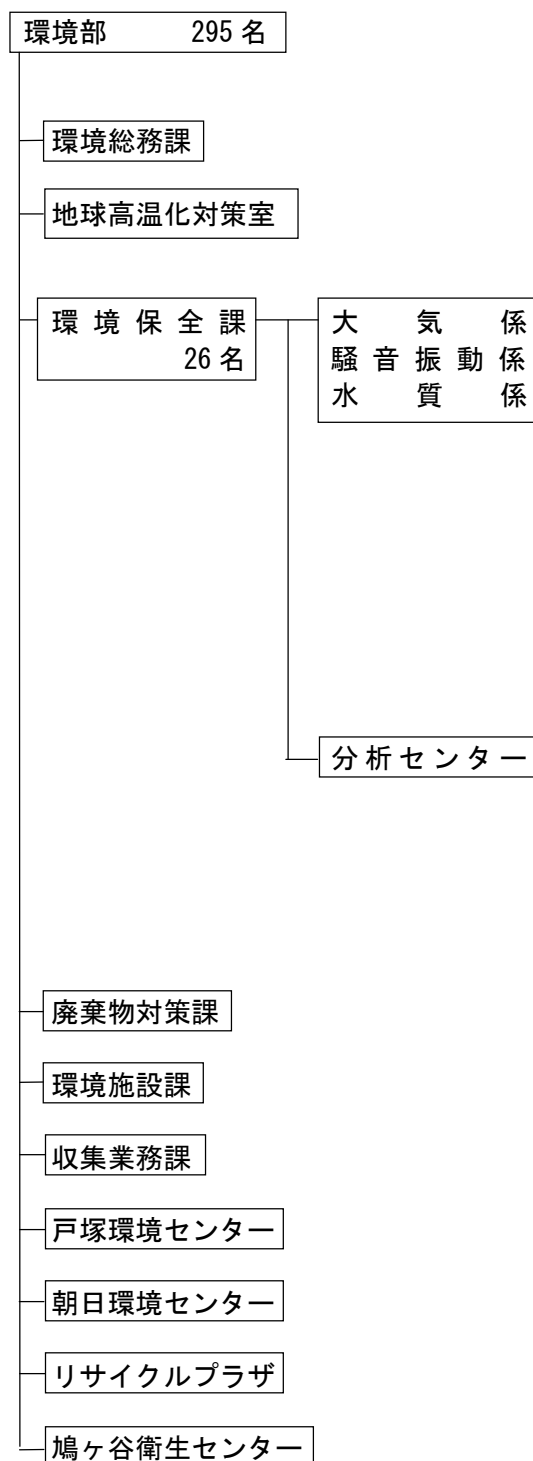 環境部 295名
環境総務課
地球高温化対策室
環境保全課
26名
大気係
騒音振動係
水質係
分析センター
廃棄物対策課
環境施設課
収集業務課
戸塚環境センター
朝日環境センター
リサイクルプラザ
鳩ヶ谷衛生センター